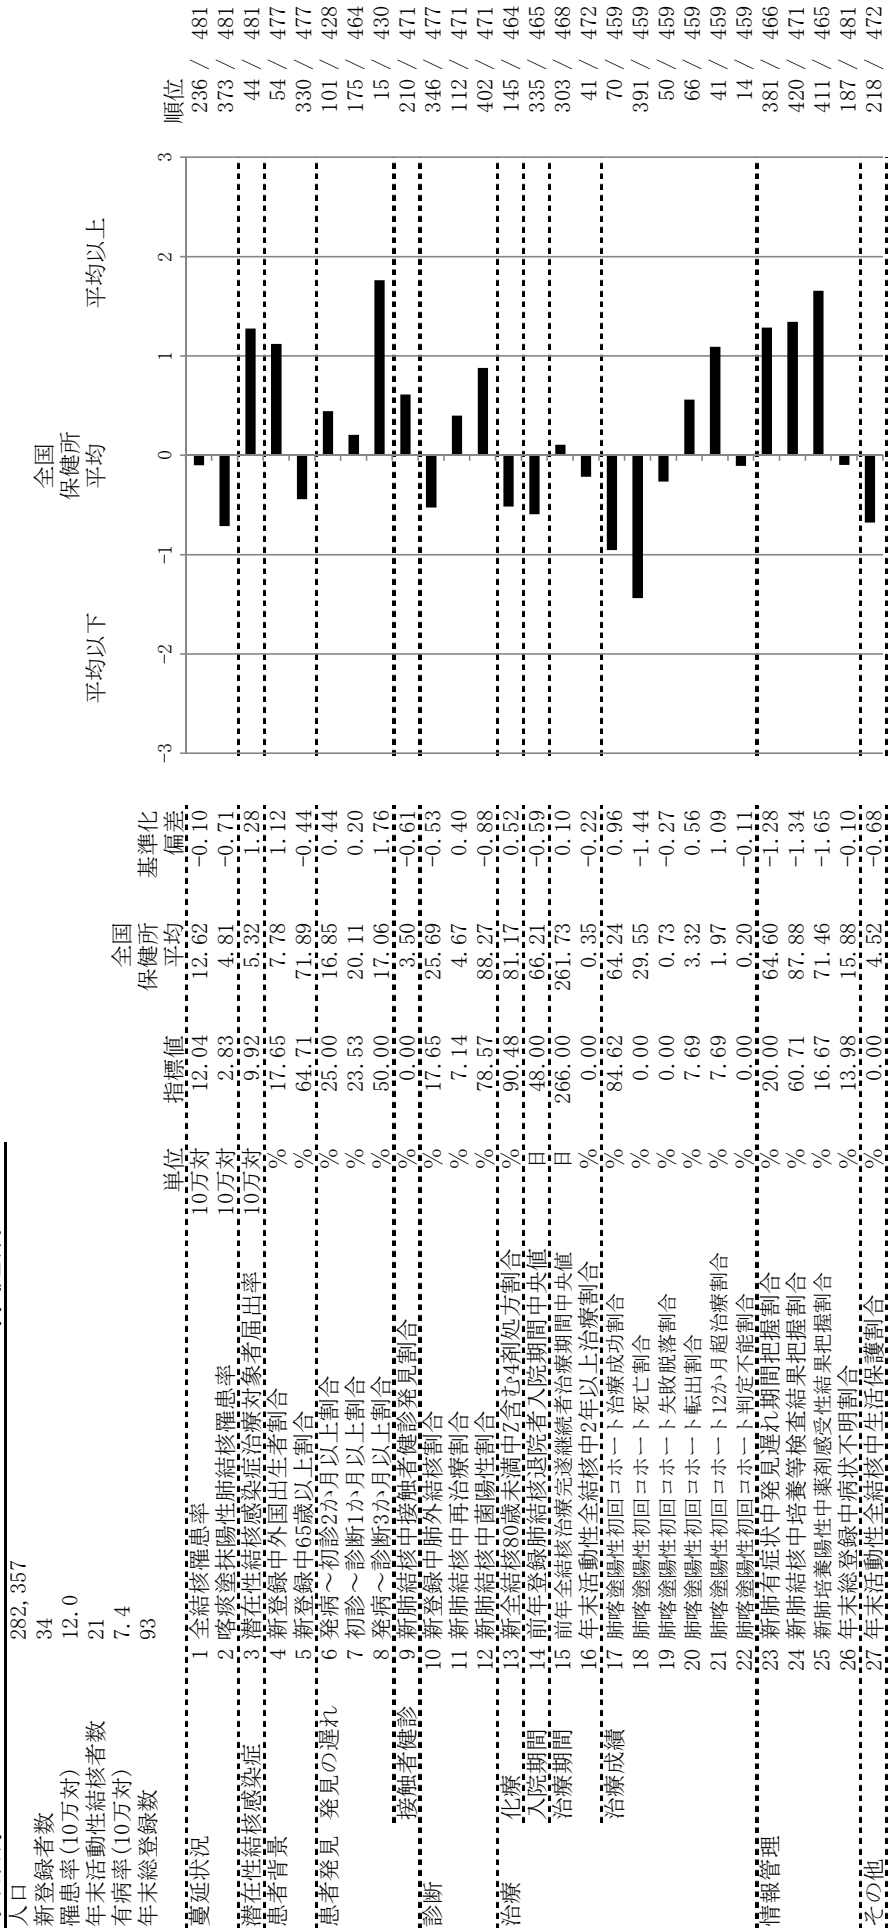 人口 282,357
新登録者数 34
罹患率(10万対) 12.0
年末活動性結核者数 21
有病率(10万対) 7.4
年末総登録数 93
単位 指標値 全国保健所平均 基準化偏差 平均以下 全国保健所平均 平均以上 順位
-3 -2 -1 0 1 2 3
蔓延状況 1 全結核罹患率 10万対 12.04 12.62 -0.10 236 / 481
2 喀痰塗抹陽性肺結核罹患率 10万対 2.83 4.81 -0.71 373 / 481
潜在性結核感染症 3 潜在性結核感染症治療対象者届出率 10万対 9.92 5.32 1.28 44 / 481
患者背景 4 新登録中外国出生者割合 % 17.65 7.78 1.12 54 / 477
5 新登録中65歳以上割合 % 64.71 71.89 -0.44 330 / 477
患者発見 発見の遅れ 6 発病~初診2か月以上割合 % 25.00 16.85 0.44 101 / 428
7 初診~診断1か月以上割合 % 23.53 20.11 0.20 175 / 464
8 発病~診断3か月以上割合 % 50.00 17.06 1.76 15 / 430
接触者健診 9 新肺結核中接触者健診発見割合 % 0.00 3.50 -0.61 210 / 471
診断 10 新登録中肺外結核割合 % 17.65 25.69 -0.53 346 / 477
11 新肺結核中再治療割合 % 7.14 4.67 0.40 112 / 471
12 新肺結核中菌陽性割合 % 78.57 88.27 -0.88 402 / 471
治療 化療 13 新全結核80歳未満中Z含む4剤処方割合 % 90.48 81.17 0.52 145 / 464
入院期間 14 前年登録肺結核退院者入院期間中央値 日 48.00 66.21 -0.59 335 / 465
治療期間 15 前年全結核治療完遂継続者治療期間中央値 日 266.00 261.73 0.10 303 / 468
16 年末活動性全結核中2年以上治療割合 % 0.00 0.35 -0.22 41 / 472
治療成績 17 肺喀塗陽性初回コホート治療成功割合 % 84.62 64.24 0.96 70 / 459
18 肺喀塗陽性初回コホート死亡割合 % 0.00 29.55 -1.44 391 / 459
19 肺喀塗陽性初回コホート失敗脱落割合 % 0.00 0.73 -0.27 50 / 459
20 肺喀塗陽性初回コホート転出割合 % 7.69 3.32 0.56 66 / 459
21 肺喀塗陽性初回コホート12か月超治療割合 % 7.69 1.97 1.09 41 / 459
22 肺喀塗陽性初回コホート判定不能割合 % 0.00 0.20 -0.11 14 / 459
情報管理 23 新肺有症状中発見遅れ期間把握割合 % 20.00 64.60 -1.28 381 / 466
24 新肺結核中培養等検査結果把握割合 % 60.71 87.88 -1.34 420 / 471
25 新肺培養陽性中薬剤感受性結果把握割合 % 16.67 71.46 -1.65 411 / 465
26 年末総登録中病状不明割合 % 13.98 15.88 -0.10 187 / 481
その他 27 年末活動性全結核中生活保護割合 % 0.00 4.52 -0.68 218 / 472